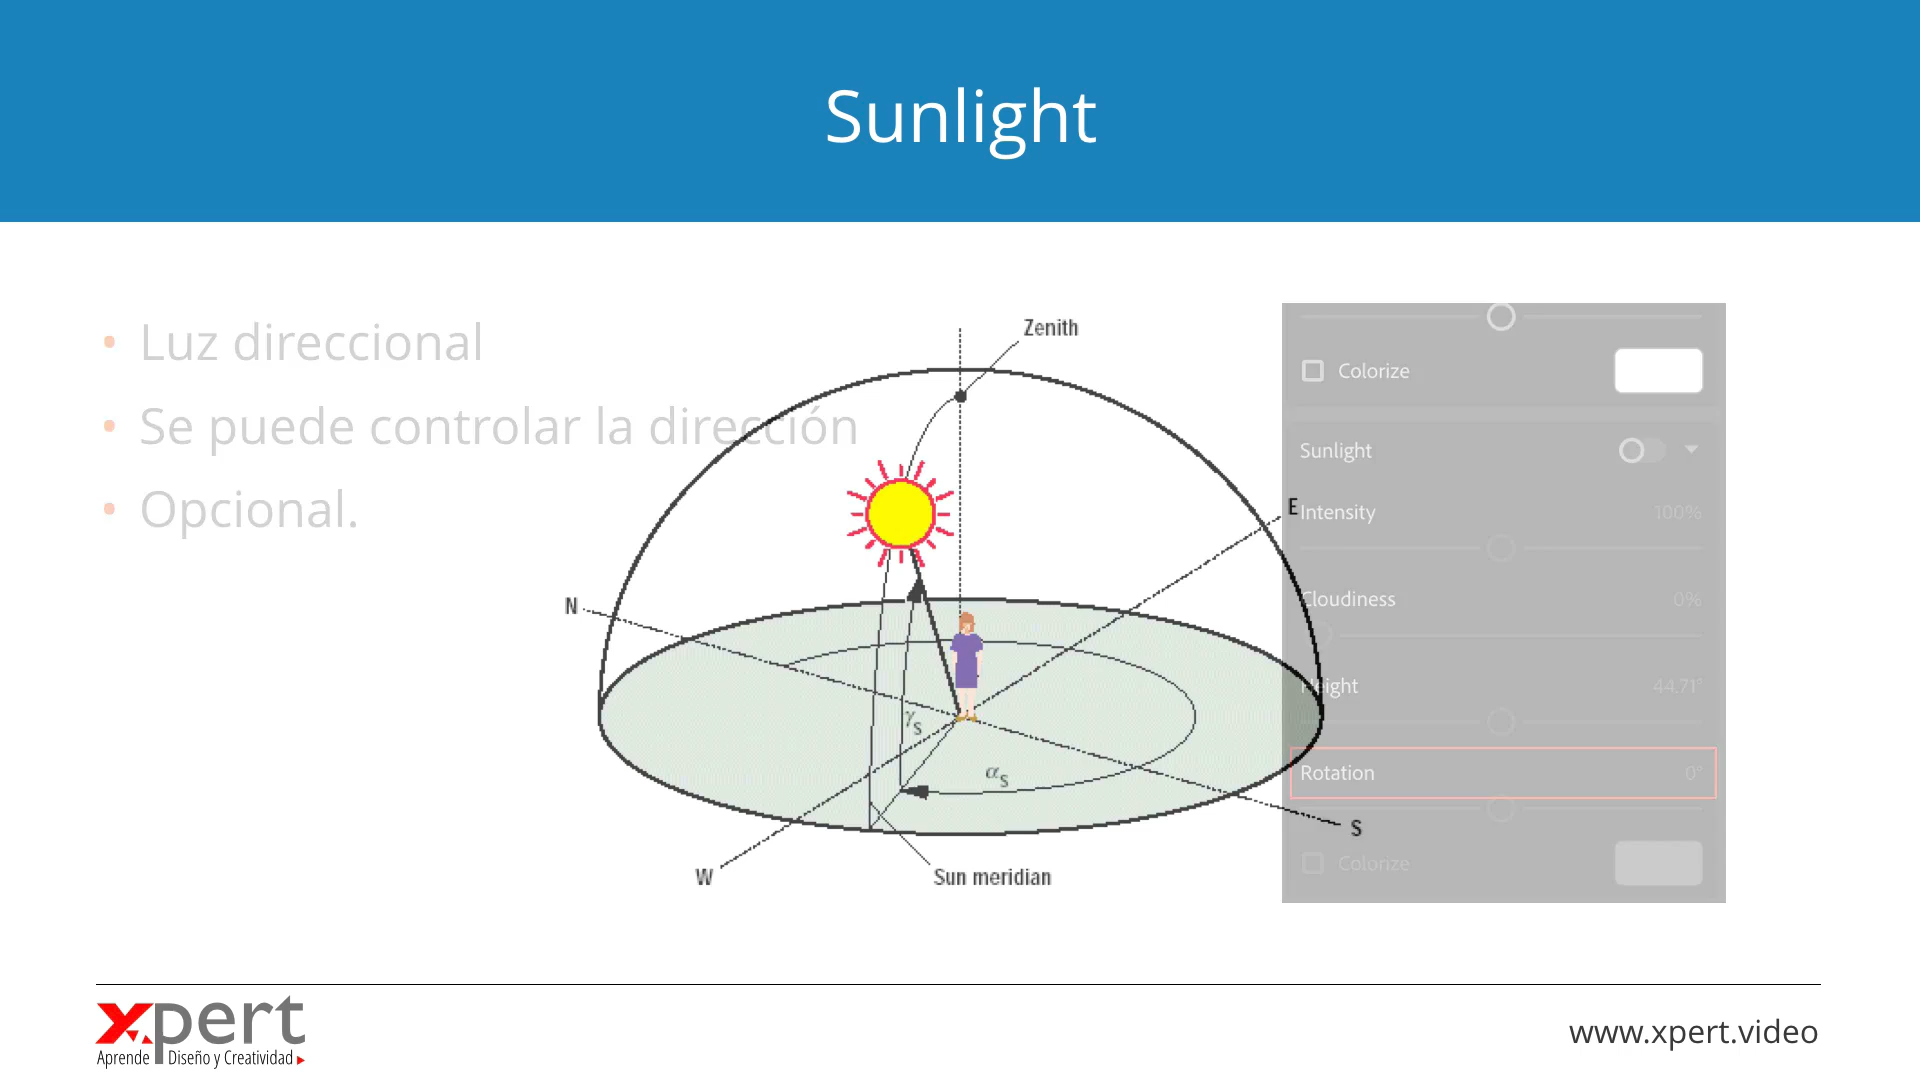 Sunlight
• Luz direccional
• Se puede controlar la dirección
• Opcional.
Zenith
N
E
W
S
γs
αs
Sun meridian
Colorize
Sunlight
Intensity 100%
Cloudiness 0%
Height 44.71°
Rotation 0°
Colorize
xpert
Aprende Diseño y Creatividad
www.xpert.video